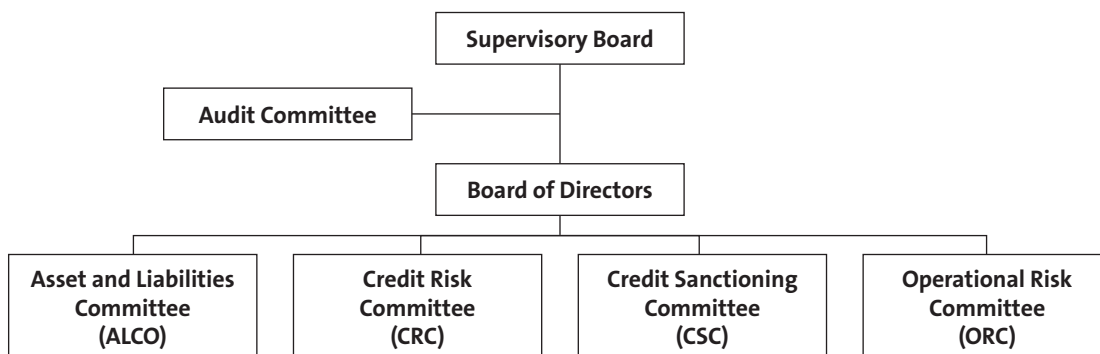 Supervisory Board
Audit Committee
Board of Directors
Asset and Liabilities
Committee
(ALCO)
Credit Risk
Committee
(CRC)
Credit Sanctioning
Committee
(CSC)
Operational Risk
Committee
(ORC)